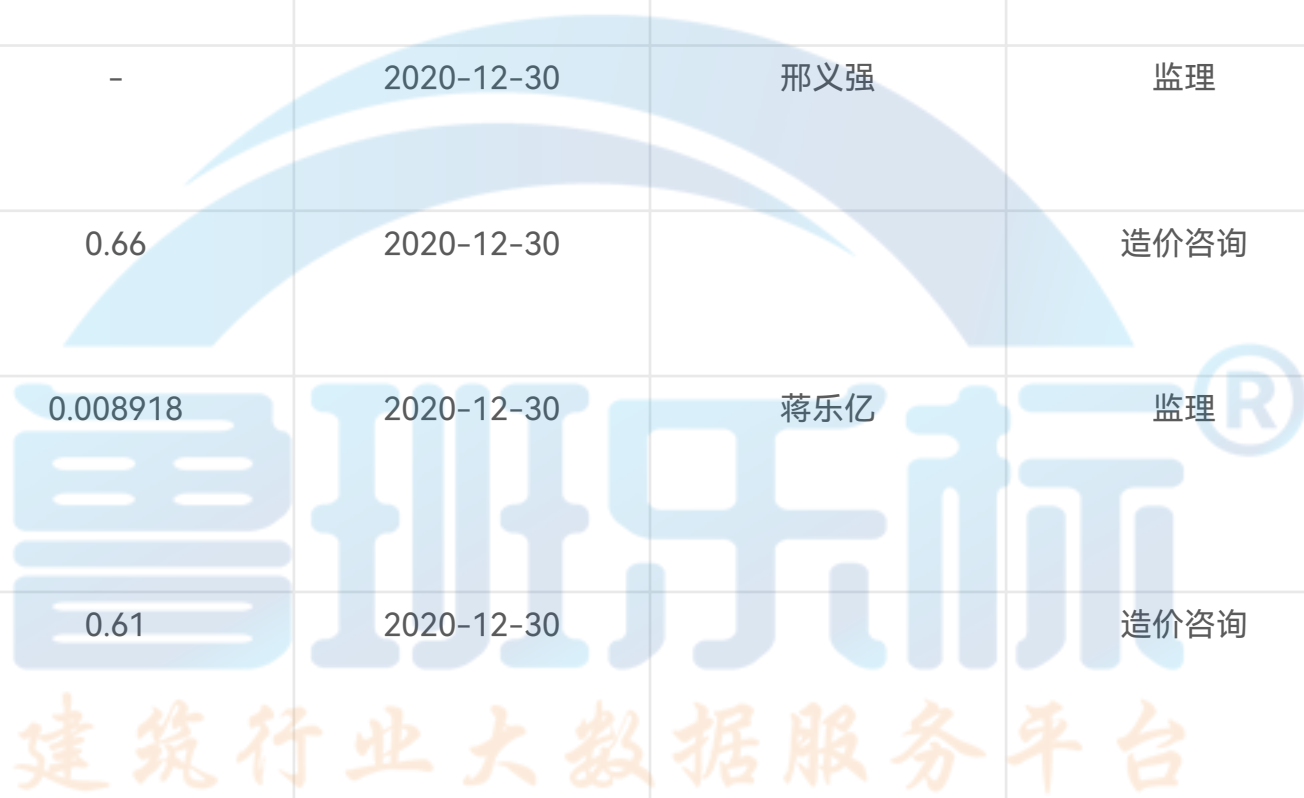 - 2020-12-30 邢义强 监理
0.66 2020-12-30 造价咨询
0.008918 2020-12-30 蒋乐亿 监理
0.61 2020-12-30 造价咨询
鲁班乐标®
建筑行业大数据服务平台